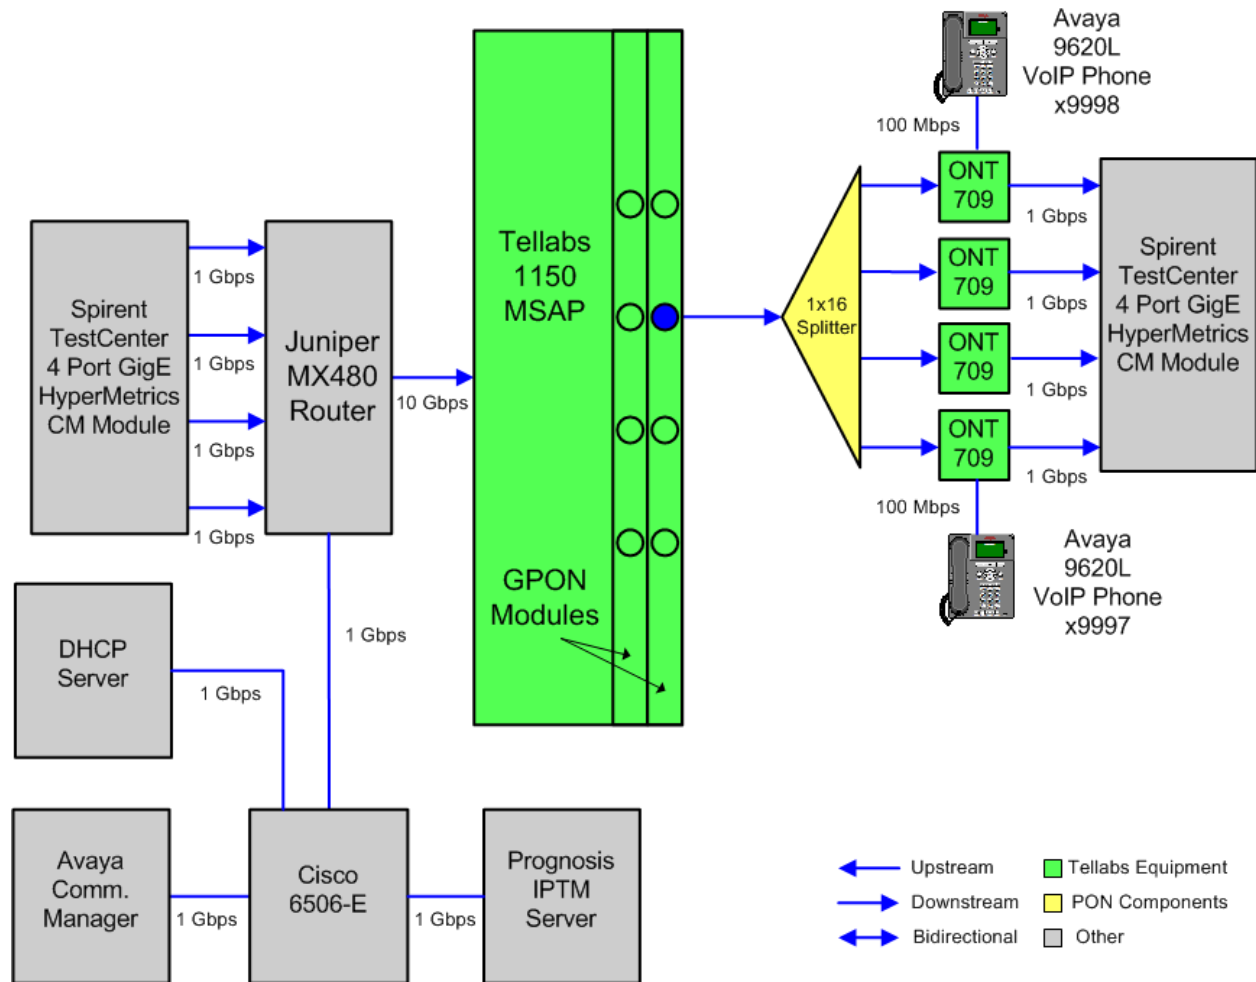 Avaya
9620L
VoIP Phone
x9998
100 Mbps
Spirent
TestCenter
4 Port GigE
HyperMetrics
CM Module
1 Gbps
1 Gbps
1 Gbps
1 Gbps
Juniper
MX480
Router
10 Gbps
Tellabs
1150
MSAP
GPON
Modules
1x16
Splitter
ONT
709
ONT
709
ONT
709
ONT
709
1 Gbps
1 Gbps
1 Gbps
1 Gbps
Spirent
TestCenter
4 Port GigE
HyperMetrics
CM Module
100 Mbps
Avaya
9620L
VoIP Phone
x9997
DHCP
Server
1 Gbps
1 Gbps
Avaya
Comm.
Manager
1 Gbps
Cisco
6506-E
1 Gbps
Prognosis
IPTM
Server
Upstream
Downstream
Bidirectional
Tellabs Equipment
PON Components
Other